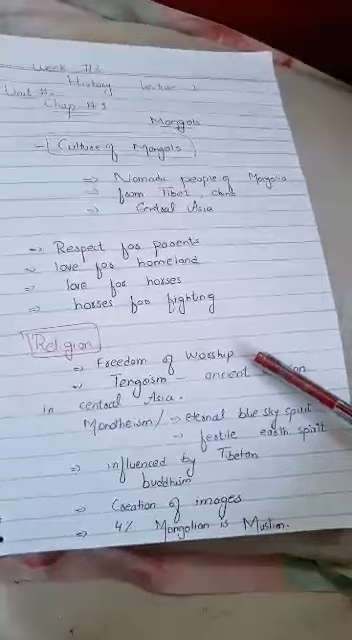 Week #2
History Lecture
Unit #
Chap #1
Mongols
- Culture of Mongols
⇒ Nomadic people of Mongolia
⇒ from Tibet, China
⇒ Central Asia
⇒ Respect for parents
⇒ love for homeland
⇒ love for horses
⇒ horses for fighting
Religion
⇒ Freedom of Worship
⇒ Tengrism - ancient
in central Asia.
Monotheism / ⇒ eternal blue sky spirit
⇒ fertile earth spirit
⇒ influenced by Tibetan
buddhism
⇒ Creation of images
⇒ 4% Mongolian is Muslim.